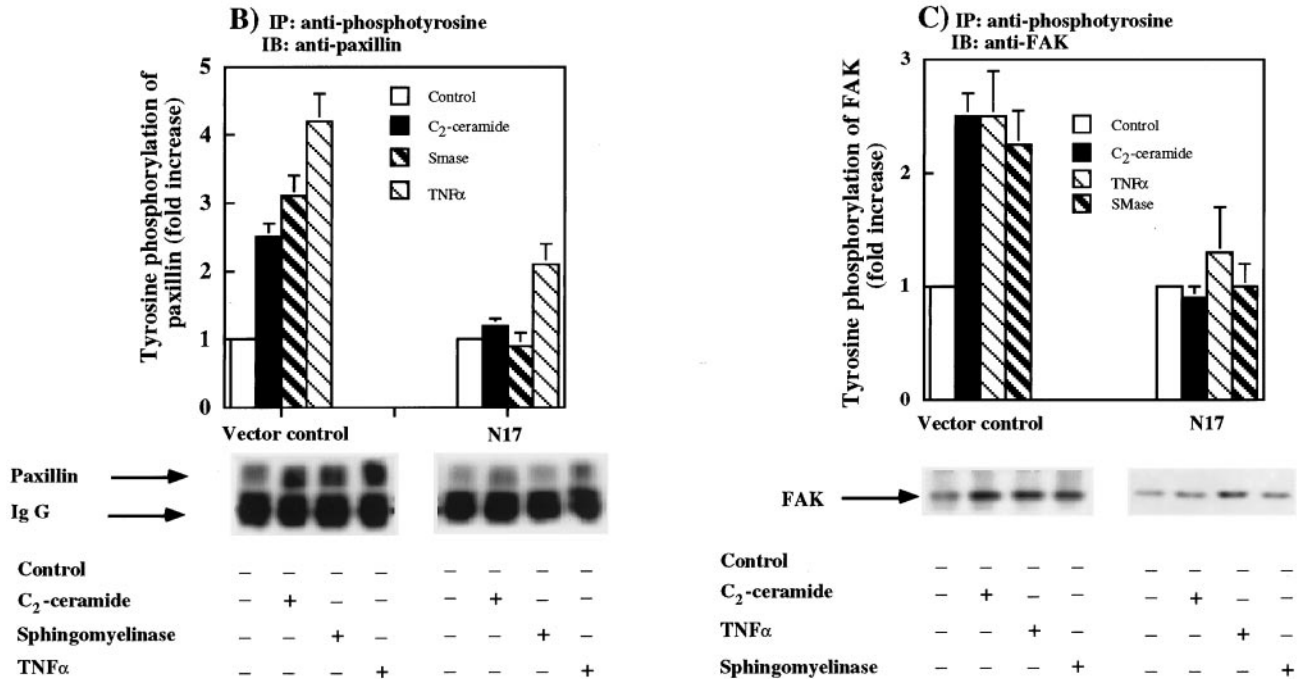 B) IP: anti-phosphotyrosine
IB: anti-paxillin
Tyrosine phosphorylation of
paxillin (fold increase)
5
4
3
2
1
0
Control
C2-ceramide
Smase
TNFα
Vector control
N17
Paxillin
Ig G
Control – – – – – – – –
C2-ceramide – + – – – + – –
Sphingomyelinase – – + – – – + –
TNFα – – – + – – – +
C) IP: anti-phosphotyrosine
IB: anti-FAK
Tyrosine phosphorylation of FAK
(fold increase)
3
2
1
0
Control
C2-ceramide
TNFα
SMase
Vector control
N17
FAK
Control – – – – – – – –
C2-ceramide – + – – – + – –
TNFα – – + – – – + –
Sphingomyelinase – – – + – – – +